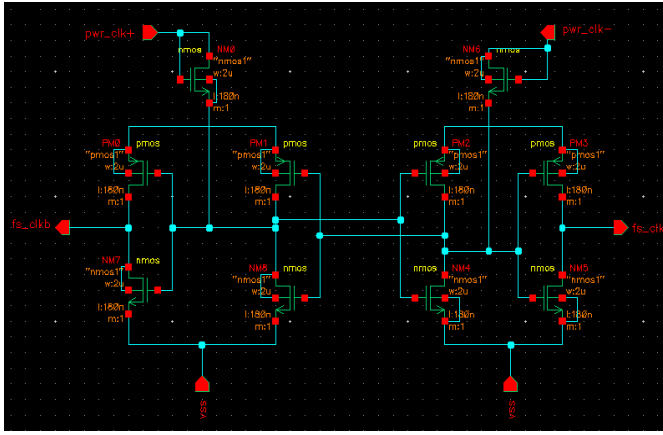 pwr_clk+
pwr_clk-
nmos NM0
"nmos1"
w:2u
l:180n
m:1
NM6 nmos
"nmos1"
w:2u
l:180n
m:1
PM0 pmos
"pmos1"
w:2u
l:180n
m:1
PM1 pmos
"pmos1"
w:2u
l:180n
m:1
PM2 pmos
"pmos1"
w:2u
l:180n
m:1
PM3 pmos
"pmos1"
w:2u
l:180n
m:1
fs_clkb
fs_clk
NM7 nmos
"nmos1"
w:2u
l:180n
m:1
NM8 nmos
"nmos1"
w:2u
l:180n
m:1
NM4 nmos
"nmos1"
w:2u
l:180n
m:1
NM5 nmos
"nmos1"
w:2u
l:180n
m:1